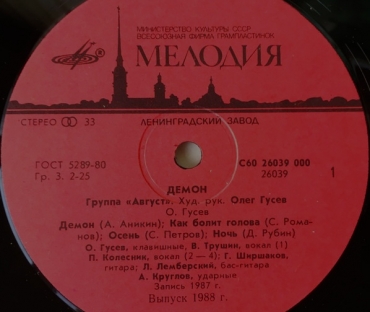 МИНИСТЕРСТВО КУЛЬТУРЫ СССР
ВСЕСОЮЗНАЯ ФИРМА ГРАМПЛАСТИНОК
МЕЛОДИЯ
СТЕРЕО 33
ЛЕНИНГРАДСКИЙ ЗАВОД
ГОСТ 5289-80
Гр. 3. 2-25
С60 26039 000
26039
1
ДЕМОН
Группа «Август». Худ. рук. Олег Гусев
О. Гусев
Демон (А. Аникин); Как болит голова (С. Рома-
нов); Осень (С. Петров); Ночь (Д. Рубин)
О. Гусев, клавишные, В. Трушин, вокал (1)
П. Колесник, вокал (2—4); Г. Ширшаков,
гитара; Л. Лемберский, бас-гитара
А. Круглов, ударные
Запись 1987 г.
Выпуск 1988 г.